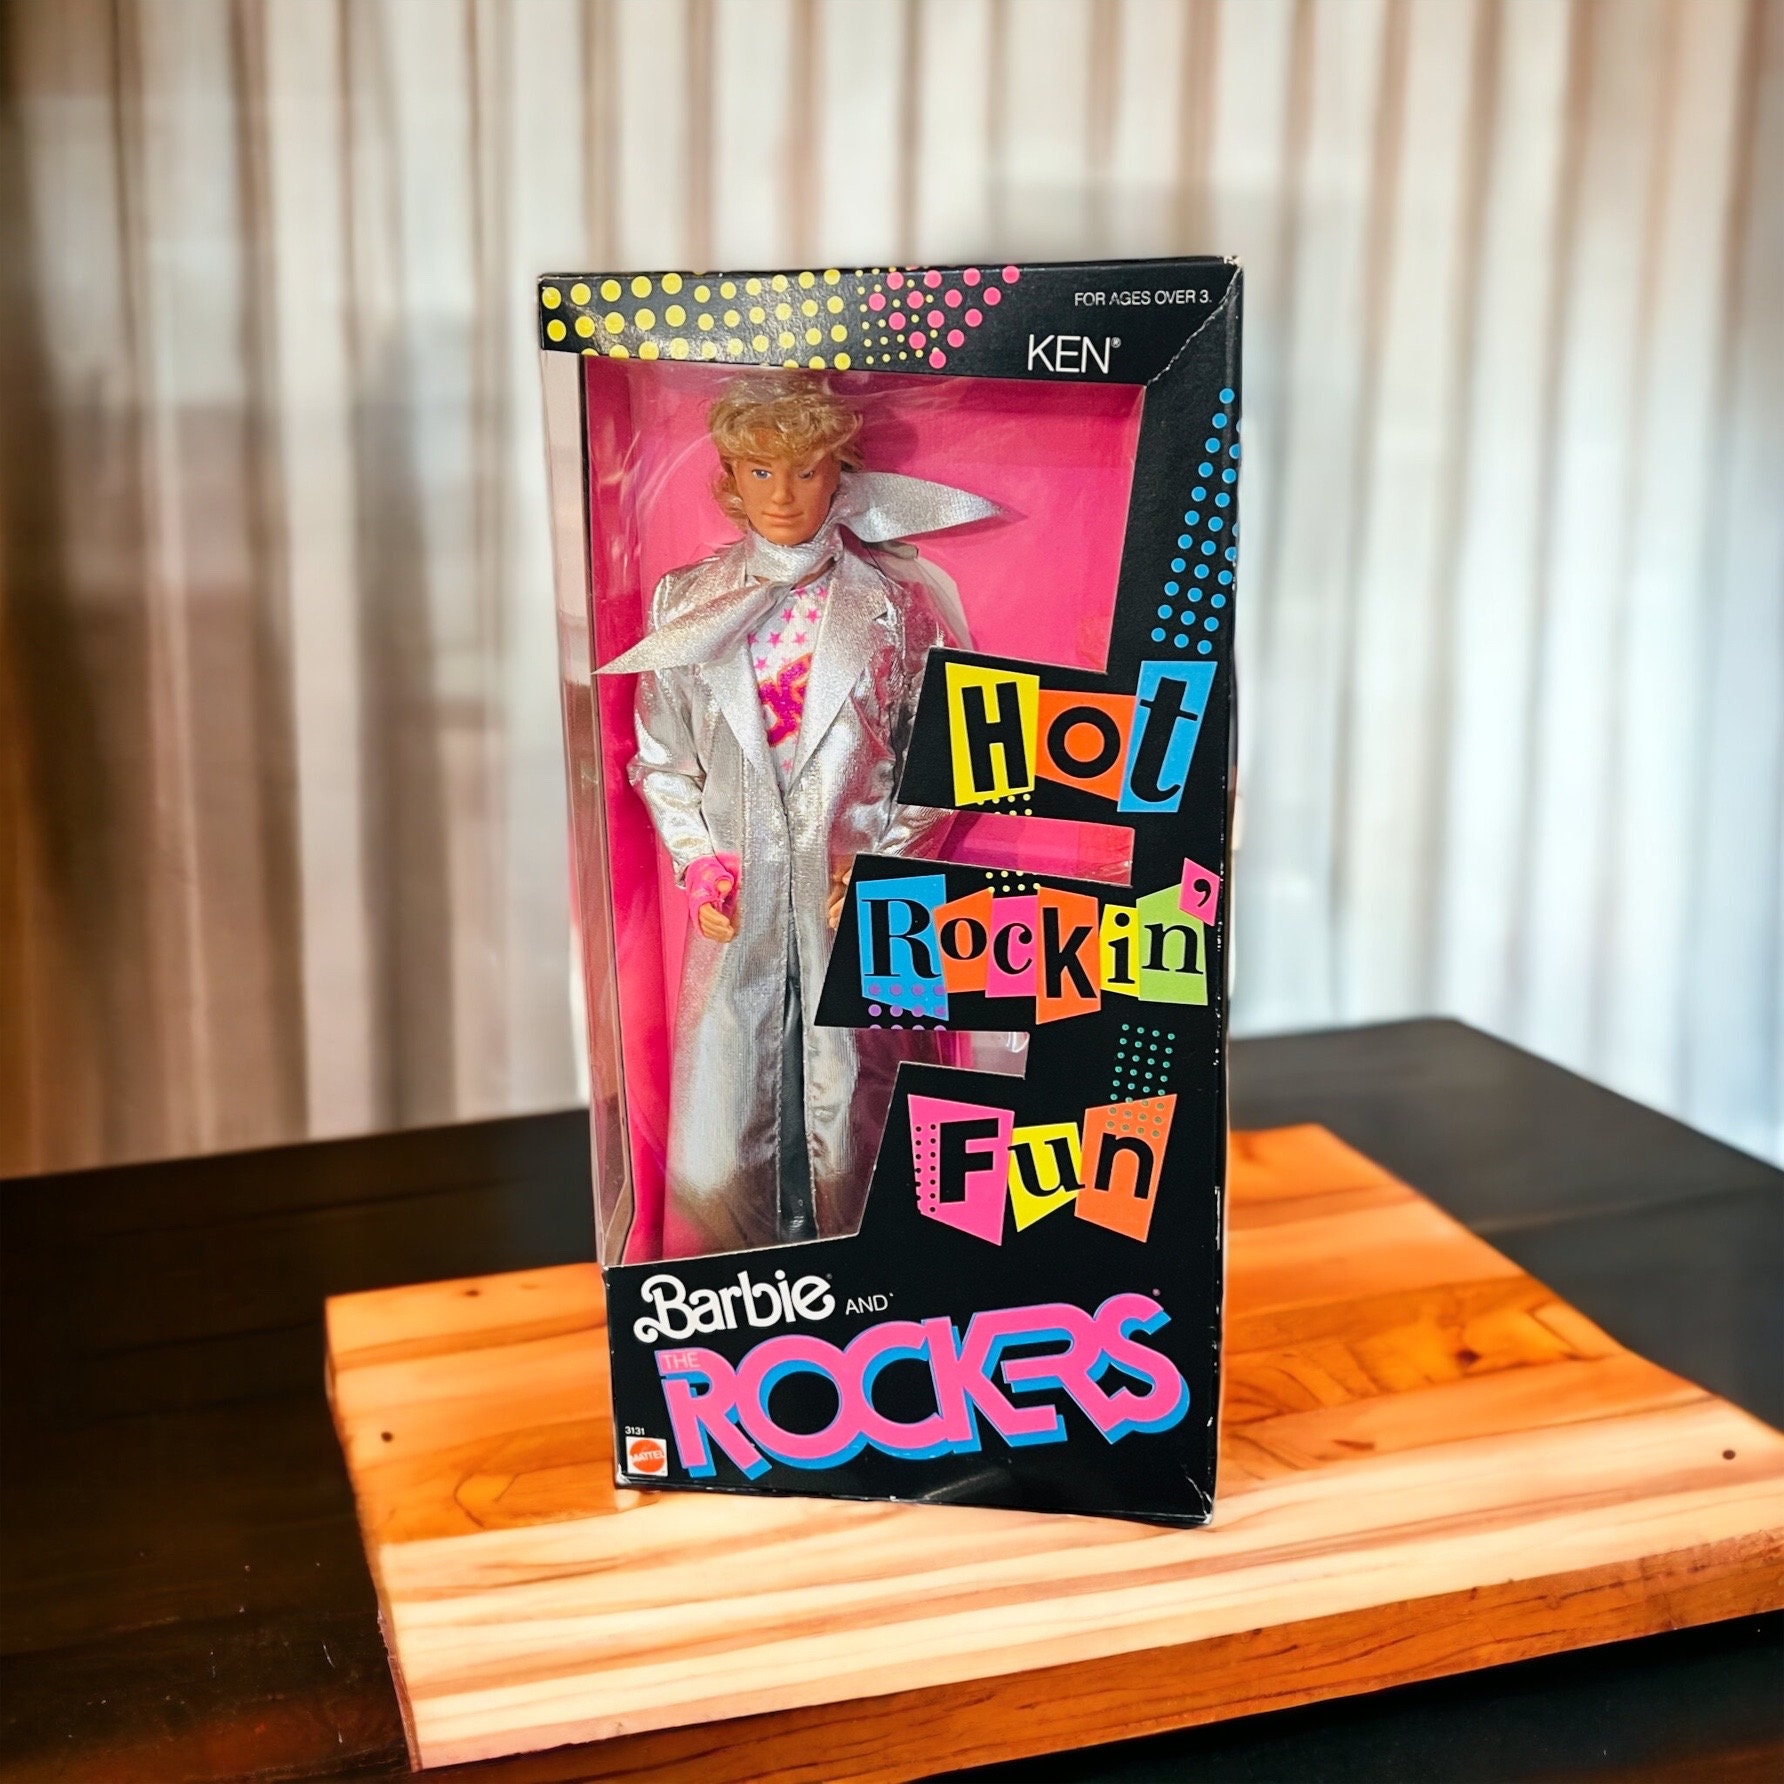 FOR AGES OVER 3.
KEN®
Hot
Rockin'
Fun
Barbie AND
THE
ROCKERS
3131
MATTEL